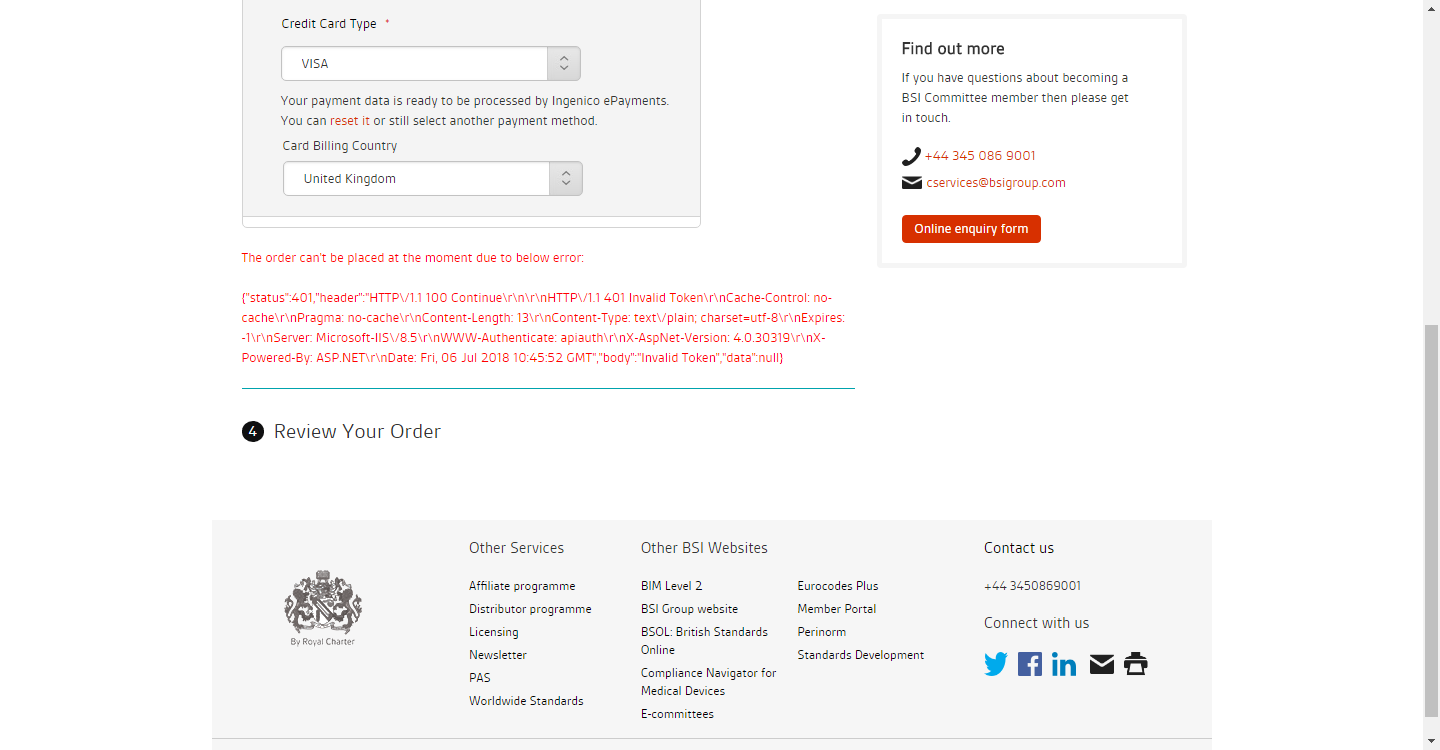 Credit Card Type *
VISA
Your payment data is ready to be processed by Ingenico ePayments.
You can reset it or still select another payment method.
Card Billing Country
United Kingdom
The order can't be placed at the moment due to below error:
{"status":401,"header":"HTTP\/1.1 100 Continue\r\n\r\nHTTP\/1.1 401 Invalid Token\r\nCache-Control: no-
cache\r\nPragma: no-cache\r\nContent-Length: 13\r\nContent-Type: text\/plain; charset=utf-8\r\nExpires:
-1\r\nServer: Microsoft-IIS\/8.5\r\nWWW-Authenticate: apiauth\r\nX-AspNet-Version: 4.0.30319\r\nX-
Powered-By: ASP.NET\r\nDate: Fri, 06 Jul 2018 10:45:52 GMT","body":"Invalid Token","data":null}
4 Review Your Order
Find out more
If you have questions about becoming a
BSI Committee member then please get
in touch.
+44 345 086 9001
cservices@bsigroup.com
Online enquiry form
By Royal Charter
Other Services
Affiliate programme
Distributor programme
Licensing
Newsletter
PAS
Worldwide Standards
Other BSI Websites
BIM Level 2
BSI Group website
BSOL: British Standards
Online
Compliance Navigator for
Medical Devices
E-committees
Eurocodes Plus
Member Portal
Perinorm
Standards Development
Contact us
+44 3450869001
Connect with us